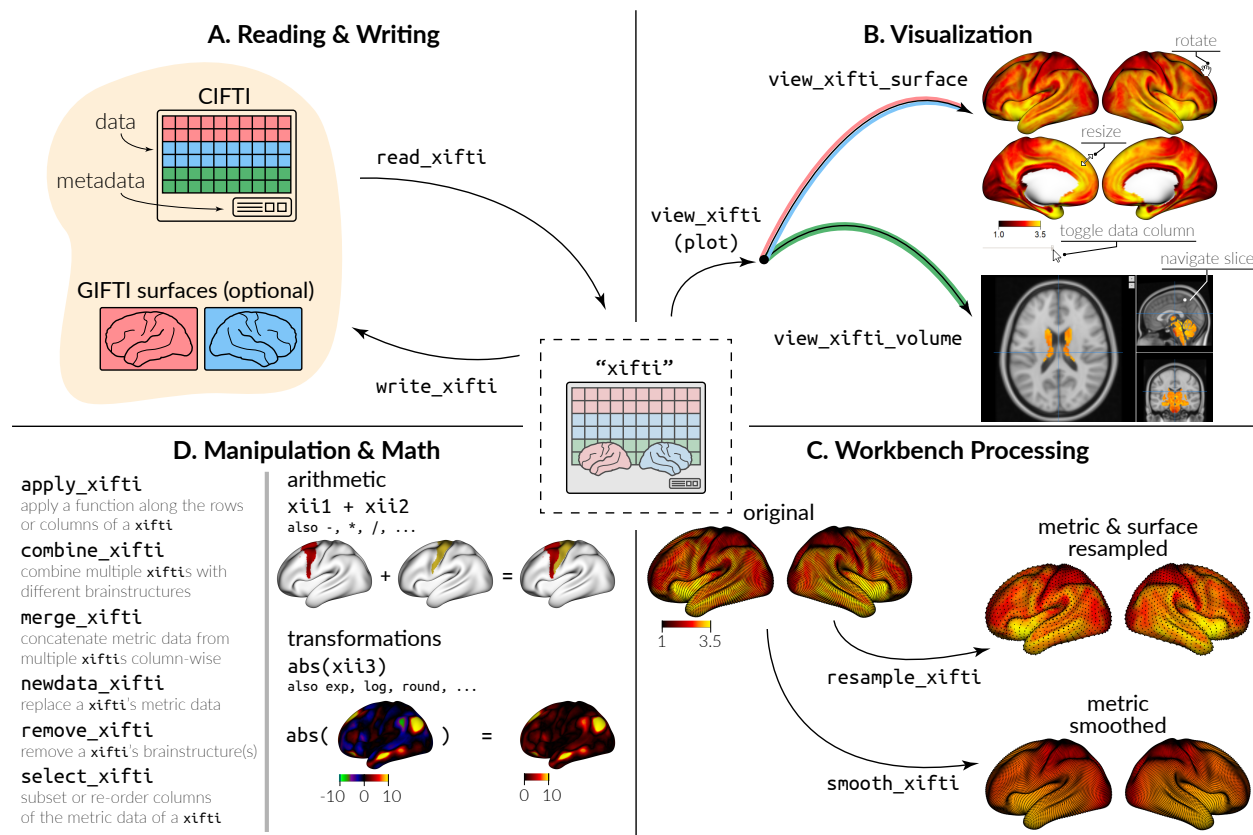 A. Reading & Writing
CIFTI
data
metadata
GIFTI surfaces (optional)
read_xifti
write_xifti
“xifti”
B. Visualization
view_xifti_surface
rotate
resize
view_xifti
(plot)
1.0 3.5
toggle data column
navigate slice
view_xifti_volume
D. Manipulation & Math
apply_xifti
apply a function along the rows
or columns of a xifti
combine_xifti
combine multiple xiftis with
different brainstructures
merge_xifti
concatenate metric data from
multiple xiftis column-wise
newdata_xifti
replace a xifti's metric data
remove_xifti
remove a xifti's brainstructure(s)
select_xifti
subset or re-order columns
of the metric data of a xifti
arithmetic
xii1 + xii2
also -, *, /, ...
+ =
transformations
abs(xii3)
also exp, log, round, ...
abs( ) =
-10 0 10
0 10
C. Workbench Processing
original
1 3.5
metric & surface
resampled
resample_xifti
metric
smoothed
smooth_xifti